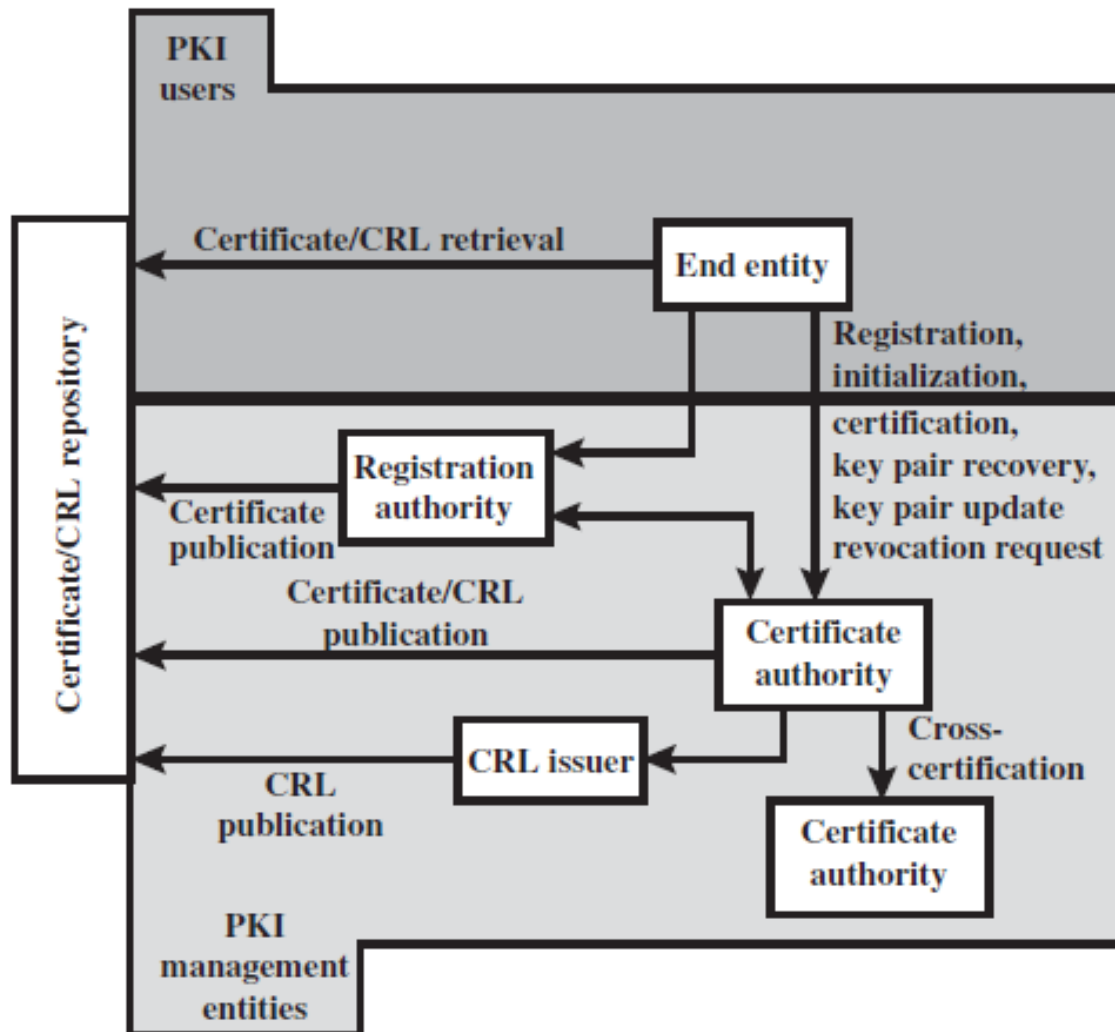 PKI
users
Certificate/CRL retrieval
End entity
Certificate/CRL repository
Registration,
initialization,
certification,
key pair recovery,
key pair update
revocation request
Registration
authority
Certificate
publication
Certificate/CRL
publication
Certificate
authority
CRL issuer
Cross-
certification
CRL
publication
Certificate
authority
PKI
management
entities